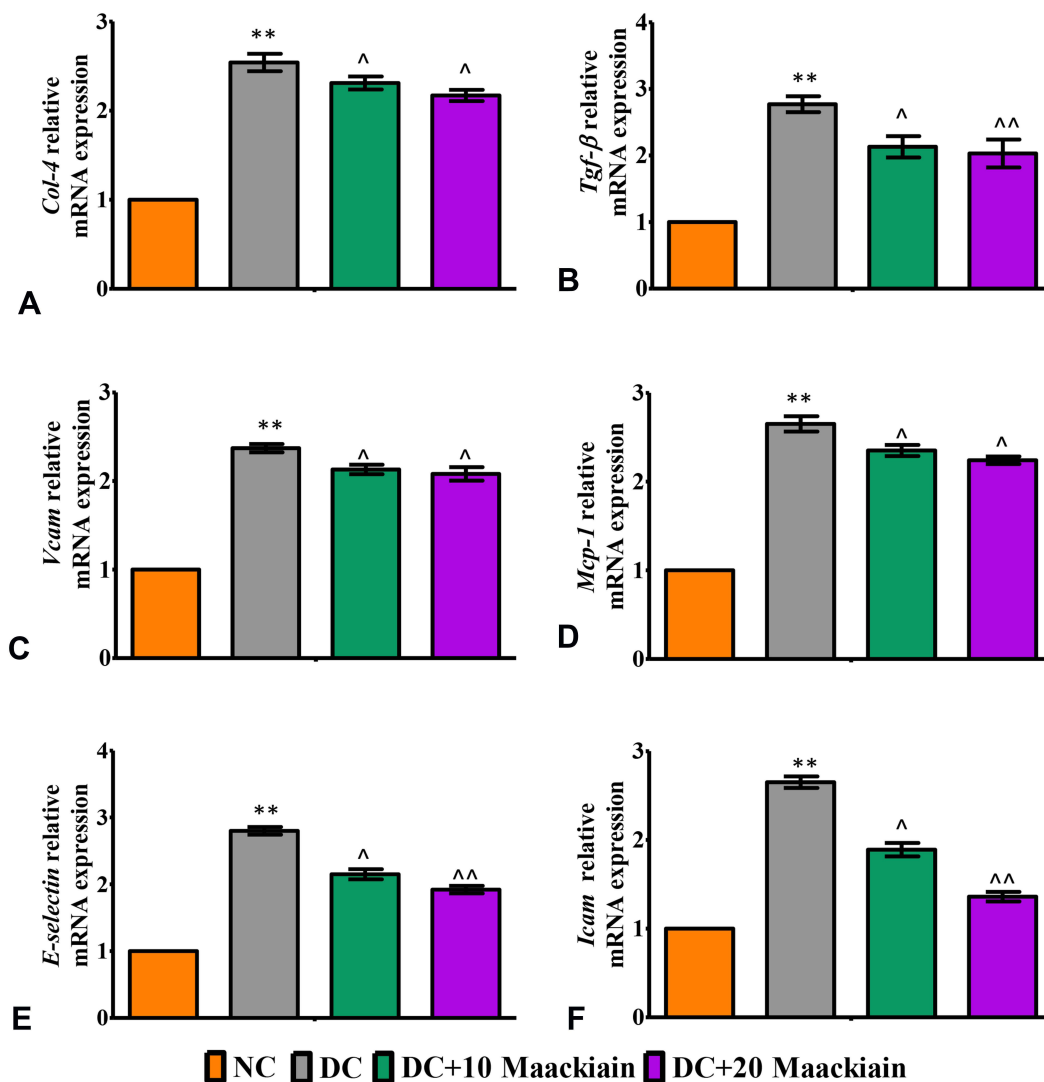 3
2
1
0
Col-4 relative
mRNA expression
**
^
^
A
4
3
2
1
0
Tgf-β relative
mRNA expression
**
^
^^
B
3
2
1
0
Vcam relative
mRNA expression
**
^
^
C
3
2
1
0
Mcp-1 relative
mRNA expression
**
^
^
D
4
3
2
1
0
E-selectin relative
mRNA expression
**
^
^^
E
3
2
1
0
Icam relative
mRNA expression
**
^
^^
F
NC DC DC+10 Maackiain DC+20 Maackiain